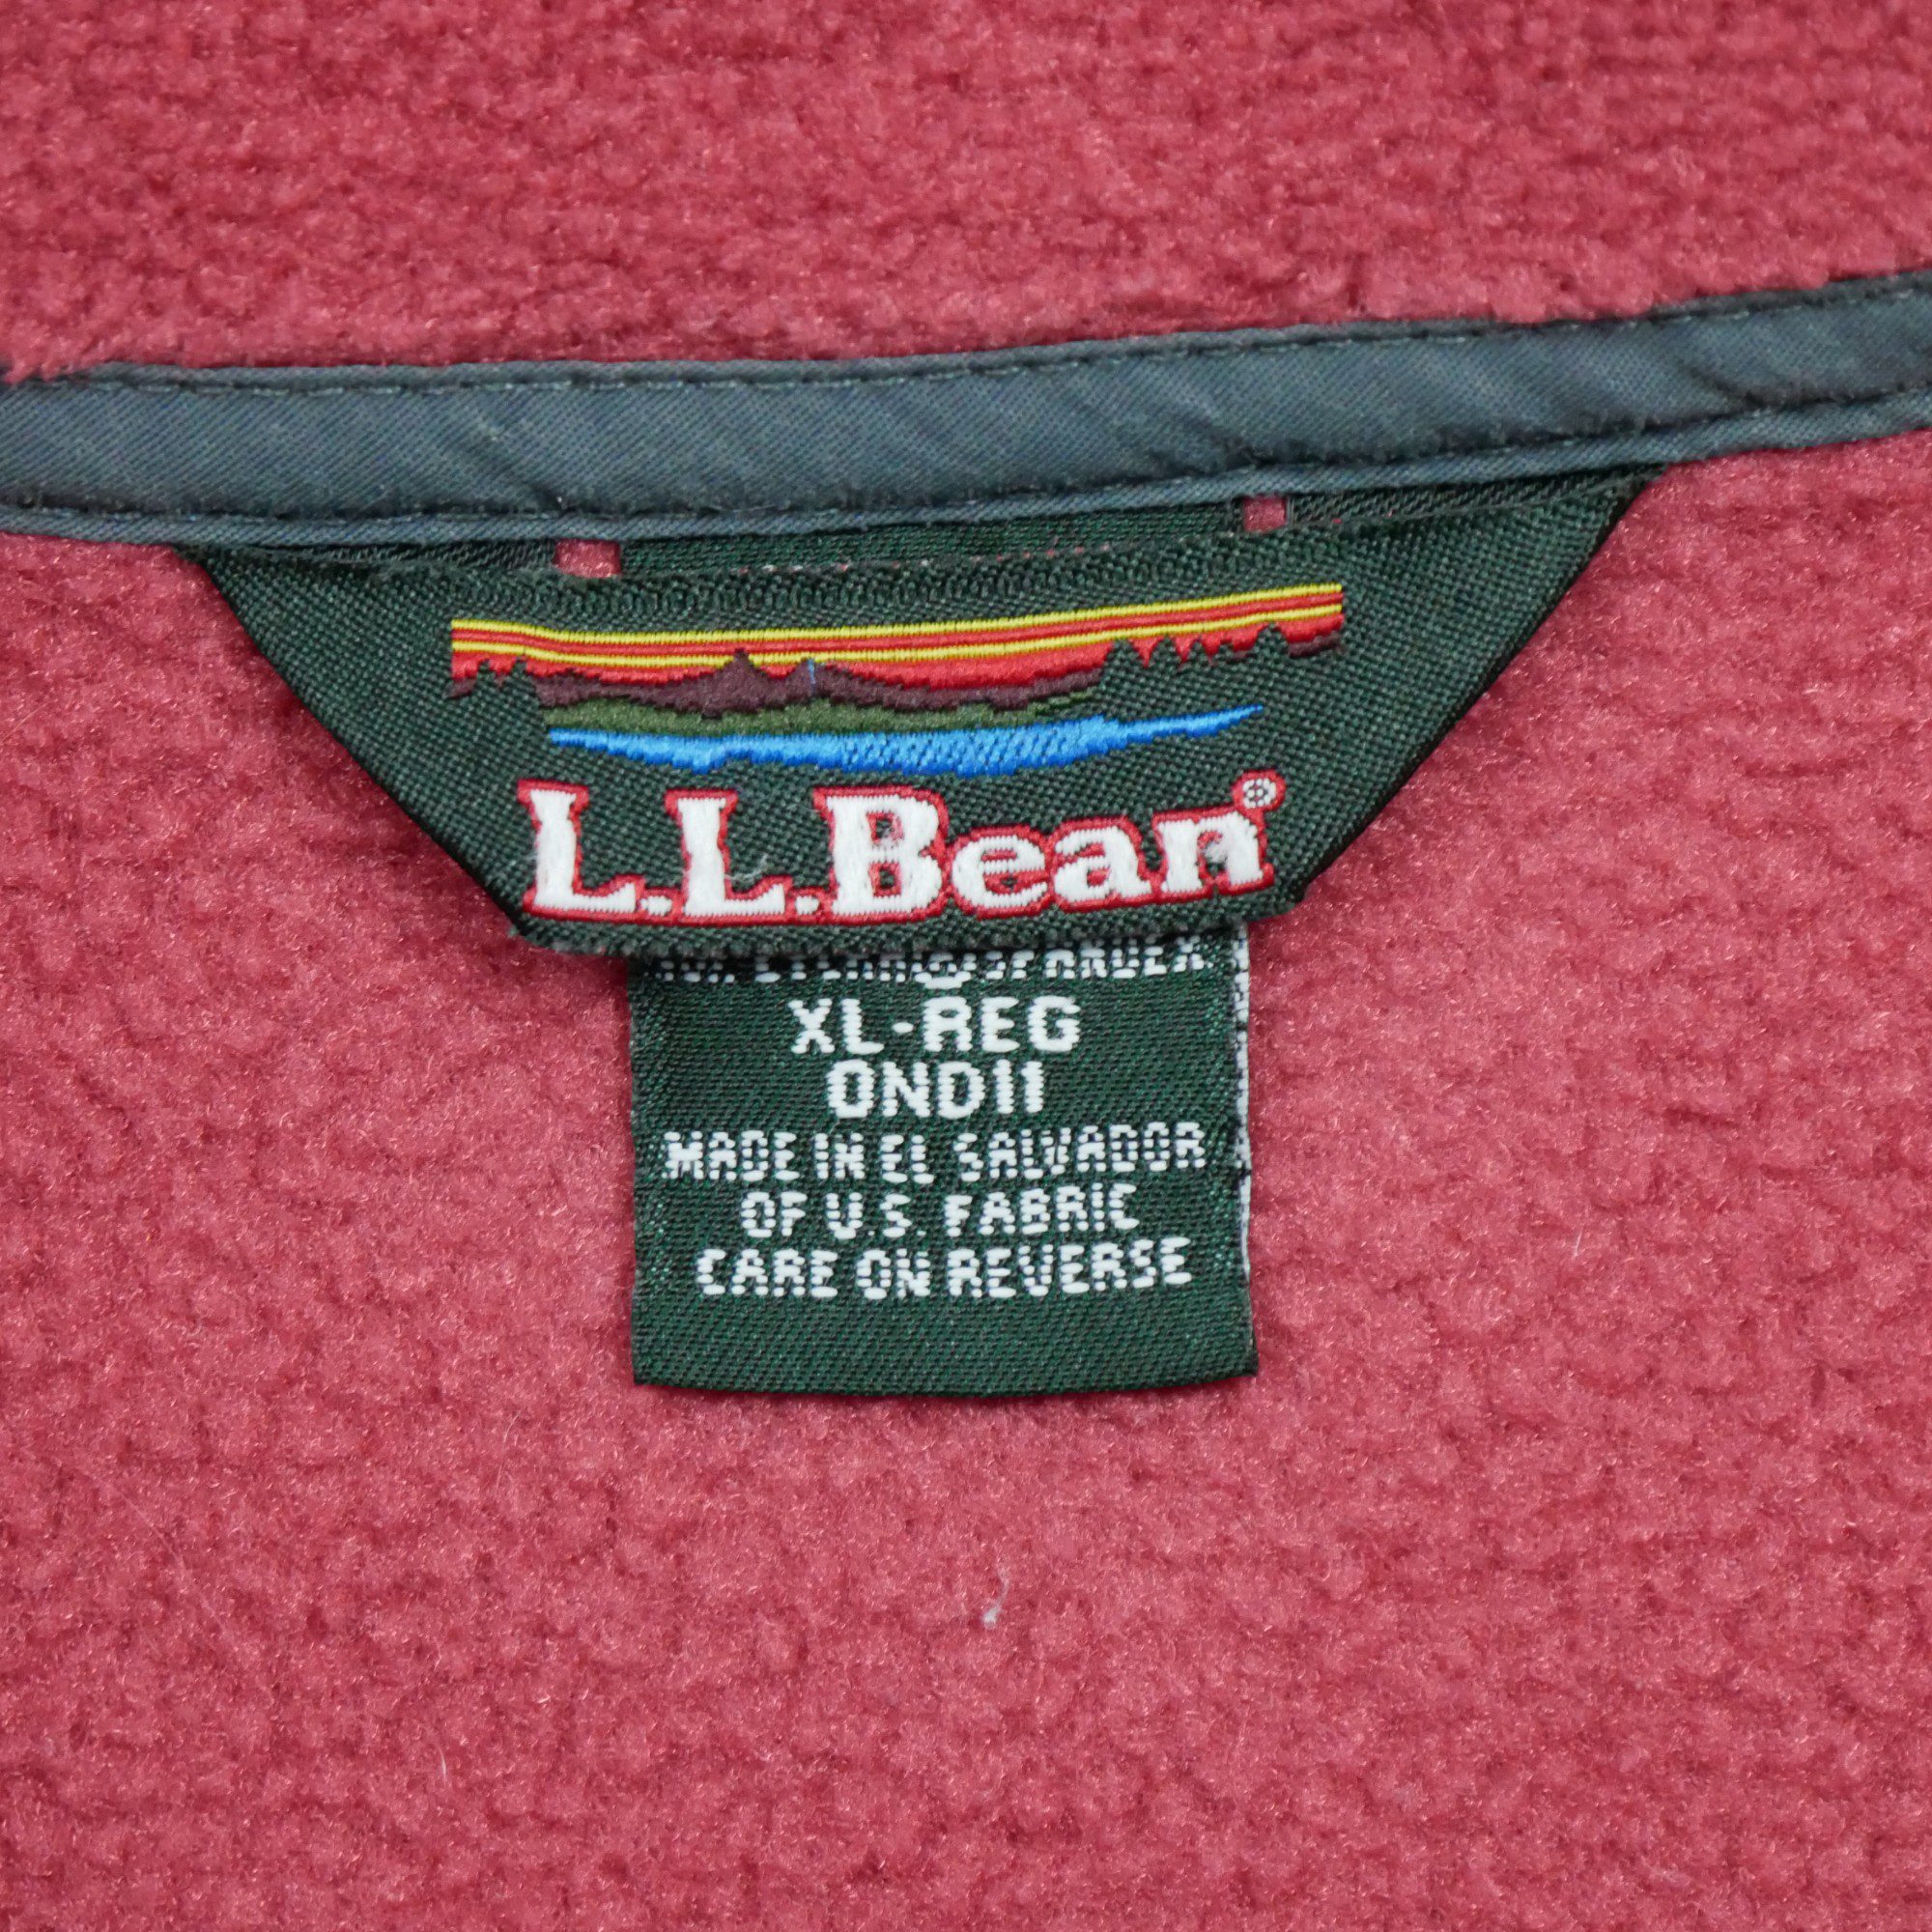 L.L.Bean®
XL-REG
0ND11
MADE IN EL SALVADOR
OF U.S. FABRIC
CARE ON REVERSE